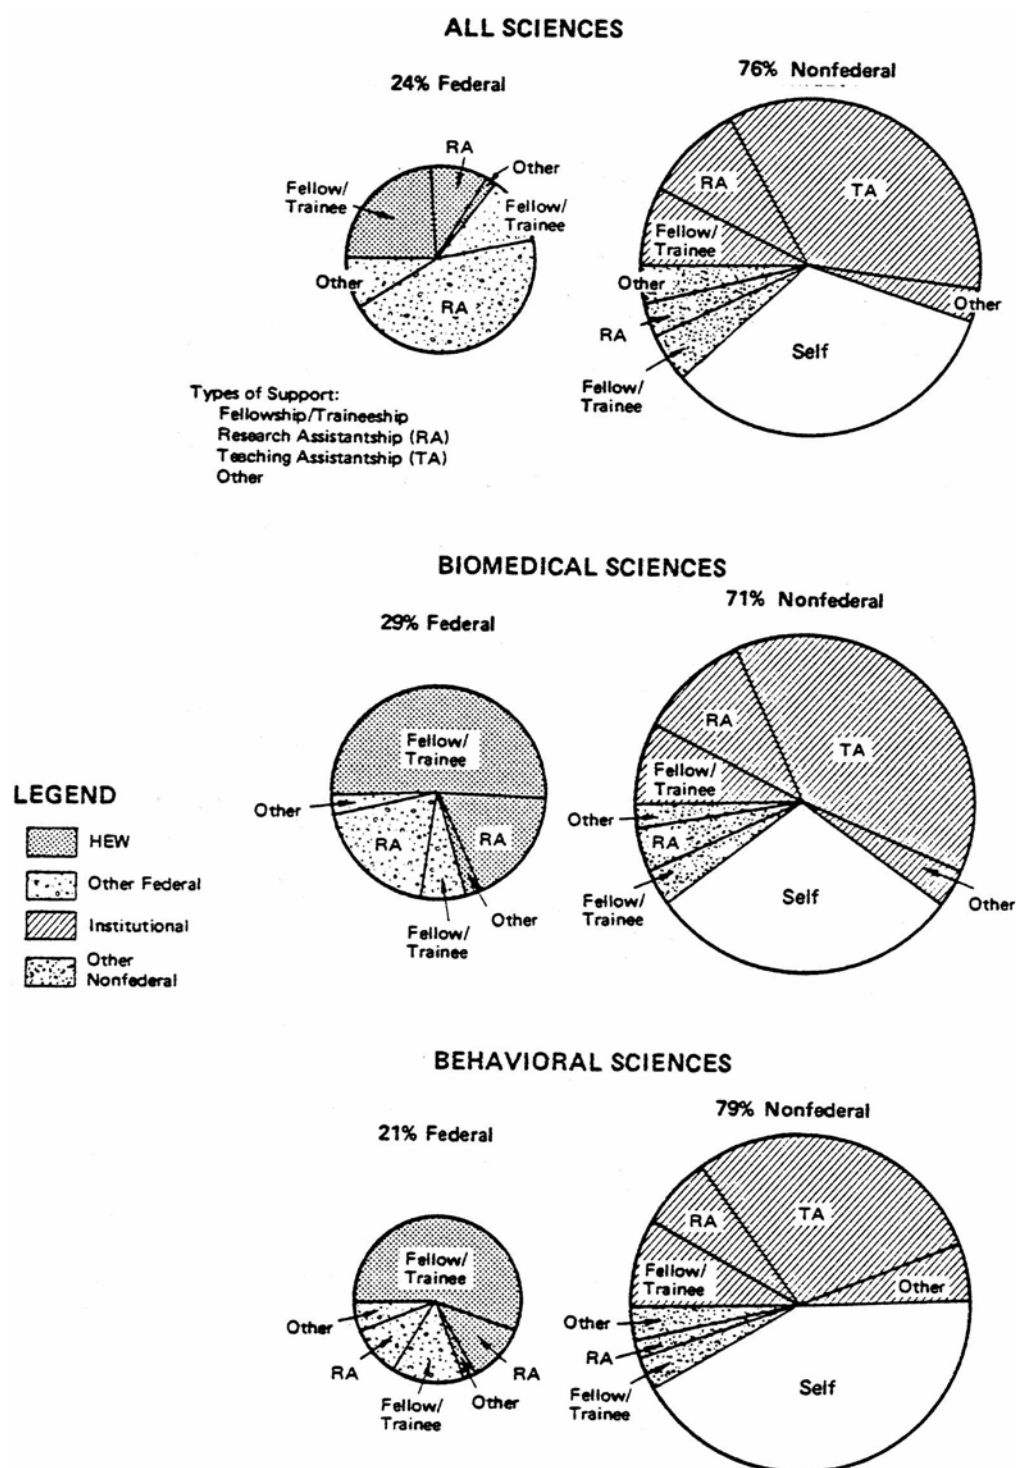 ALL SCIENCES
24% Federal
76% Nonfederal
RA
Other
Fellow/
Trainee
Fellow/
Trainee
Other
RA
RA
TA
Fellow/
Trainee
Other
RA
Fellow/
Trainee
Self
Other
Types of Support:
Fellowship/Traineeship
Research Assistantship (RA)
Teaching Assistantship (TA)
Other
BIOMEDICAL SCIENCES
29% Federal
71% Nonfederal
Fellow/
Trainee
Other
RA
RA
Fellow/
Trainee
Other
RA
TA
Fellow/
Trainee
Other
RA
Fellow/
Trainee
Self
Other
LEGEND
HEW
Other Federal
Institutional
Other
Nonfederal
BEHAVIORAL SCIENCES
21% Federal
79% Nonfederal
Fellow/
Trainee
Other
RA
Fellow/
Trainee
Other
RA
RA
TA
Fellow/
Trainee
Other
Other
RA
Fellow/
Trainee
Self